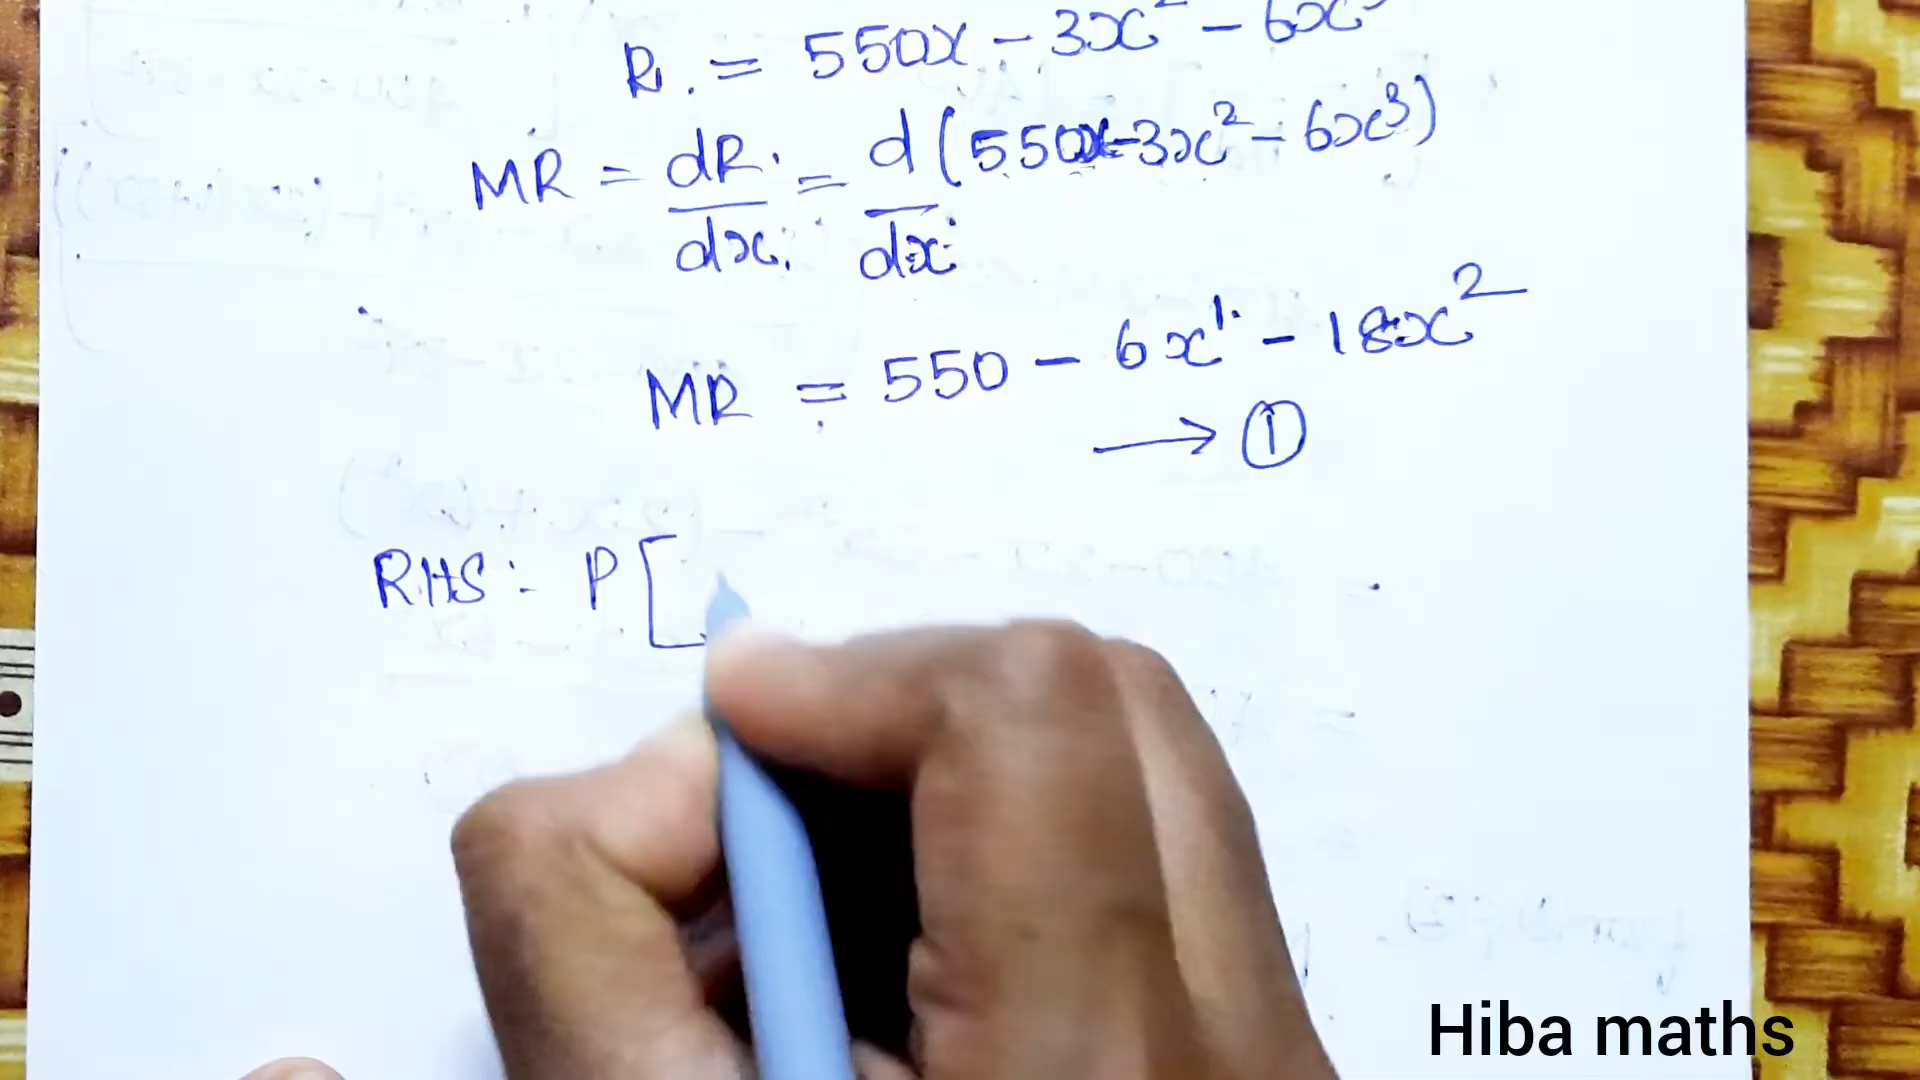 R. = 550x - 3x² - 6x³
MR = dR/dx = d(550x-3x² - 6x³)/dx
MR = 550 - 6x¹ - 18x²
→ ①
RHS :- P [
Hiba maths